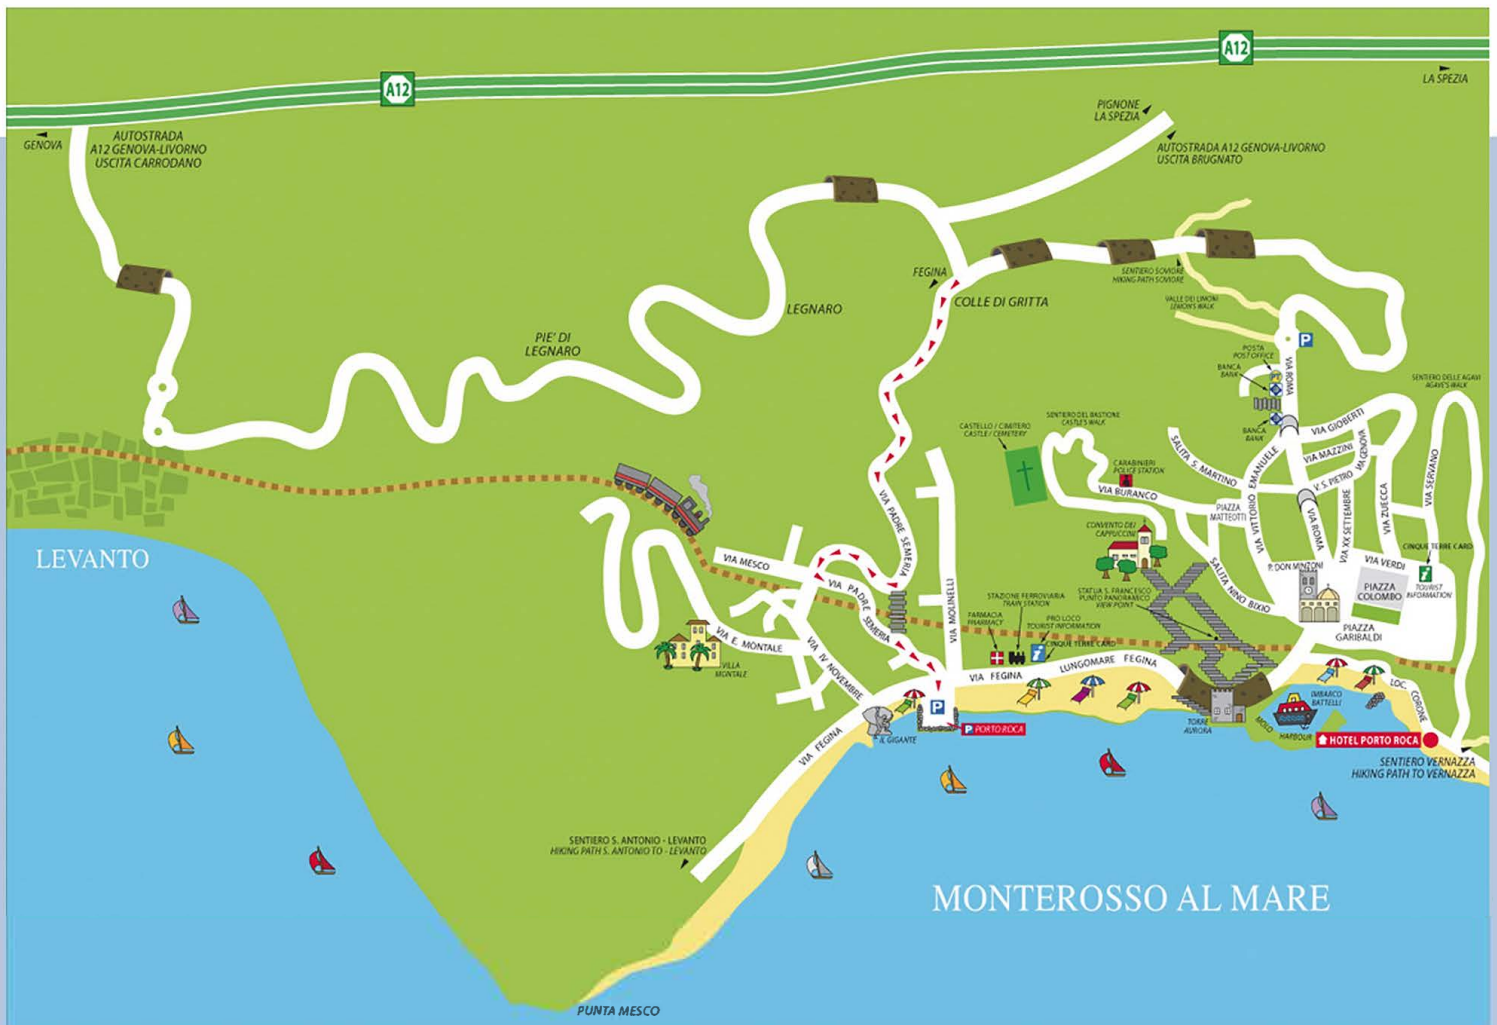 A12
A12
LA SPEZIA
GENOVA
AUTOSTRADA
A12 GENOVA-LIVORNO
USCITA CARRODANO
PIGNONE
LA SPEZIA
AUTOSTRADA A12 GENOVA-LIVORNO
USCITA BRUGNATO
FEGINA
COLLE DI GRITTA
SENTIERO SOVIORE
HIKING PATH SOVIORE
VALLE DEI LIMONI
LEMON'S WALK
LEGNARO
PIE' DI
LEGNARO
P
POSTA
POST OFFICE
PT
BANCA
BANK
VIA ROMA
BANCA
BANK
SENTIERO DELLE AGAVI
AGAVE'S WALK
SENTIERO DEL BASTIONE
CASTLE'S WALK
CASTELLO / CIMITERO
CASTLE / CEMETERY
CARABINIERI
POLICE STATION
VIA BURANCO
SALITA S. MARTINO
VIA GIOBERTI
VIA MAZZINI
VIA GENOVA
V. S. PIETRO
VIA VITTORIO EMANUELE
PIAZZA
MATTEOTTI
VIA ROMA
VIA XX SETTEMBRE
VIA ZUECCA
VIA SERVANO
CONVENTO DEI
CAPPUCCINI
SALITA NINO BIXIO
P. DON MINZONI
VIA VERDI
CINQUE TERRE CARD
i
TOURIST
INFORMATION
PIAZZA
COLOMBO
PIAZZA
GARIBALDI
STATUA S. FRANCESCO
PUNTO PANORAMICO
VIEW POINT
LEVANTO
VIA PADRE SEMERIA
VIA MESCO
VIA PADRE SEMERIA
VIA MOLINELLI
STAZIONE FERROVIARIA
TRAIN STATION
FARMACIA
PHARMACY
PRO LOCO
TOURIST INFORMATION
CINQUE TERRE CARD
i
VIA E. MONTALE
VILLA
MONTALE
VIA IV NOVEMBRE
VIA FEGINA
LUNGOMARE FEGINA
P
P PORTO ROCA
IL GIGANTE
VIA FEGINA
TORRE
AURORA
MOLO
HARBOUR
IMBARCO
BATTELLI
LOC. CORONE
HOTEL PORTO ROCA
SENTIERO VERNAZZA
HIKING PATH TO VERNAZZA
SENTIERO S. ANTONIO - LEVANTO
HIKING PATH S. ANTONIO TO - LEVANTO
MONTEROSSO AL MARE
PUNTA MESCO